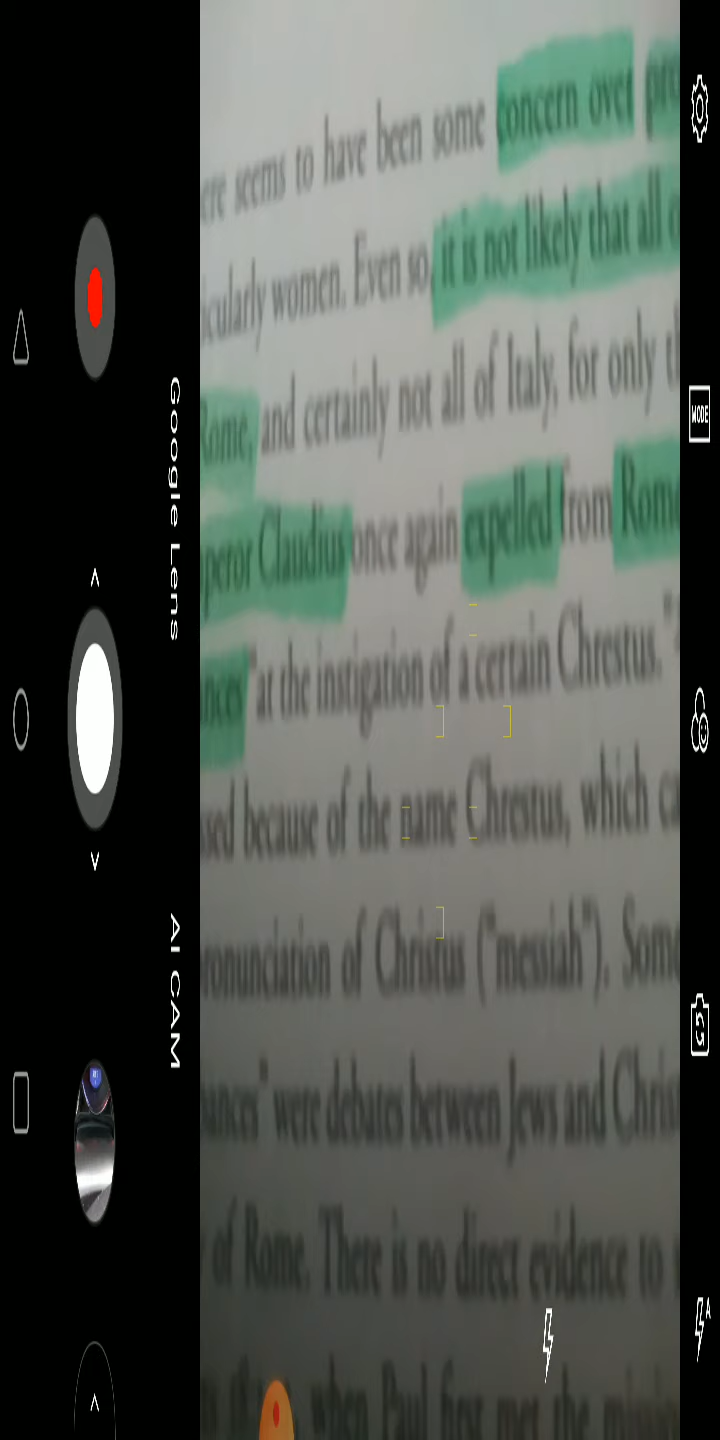 ere seems to have been some concern over pro
icularly women. Even so, it is not likely that all o
Rome, and certainly not all of Italy, for only th
peror Claudius once again expelled from Rome
ances "at the instigation of a certain Chrestus."
sed because of the name Chrestus, which ca
ronunciation of Christus ("messiah"). Some
ances" were debates between Jews and Chris
of Rome. There is no direct evidence to
when Paul first met the
Google Lens
AI CAM
MODE